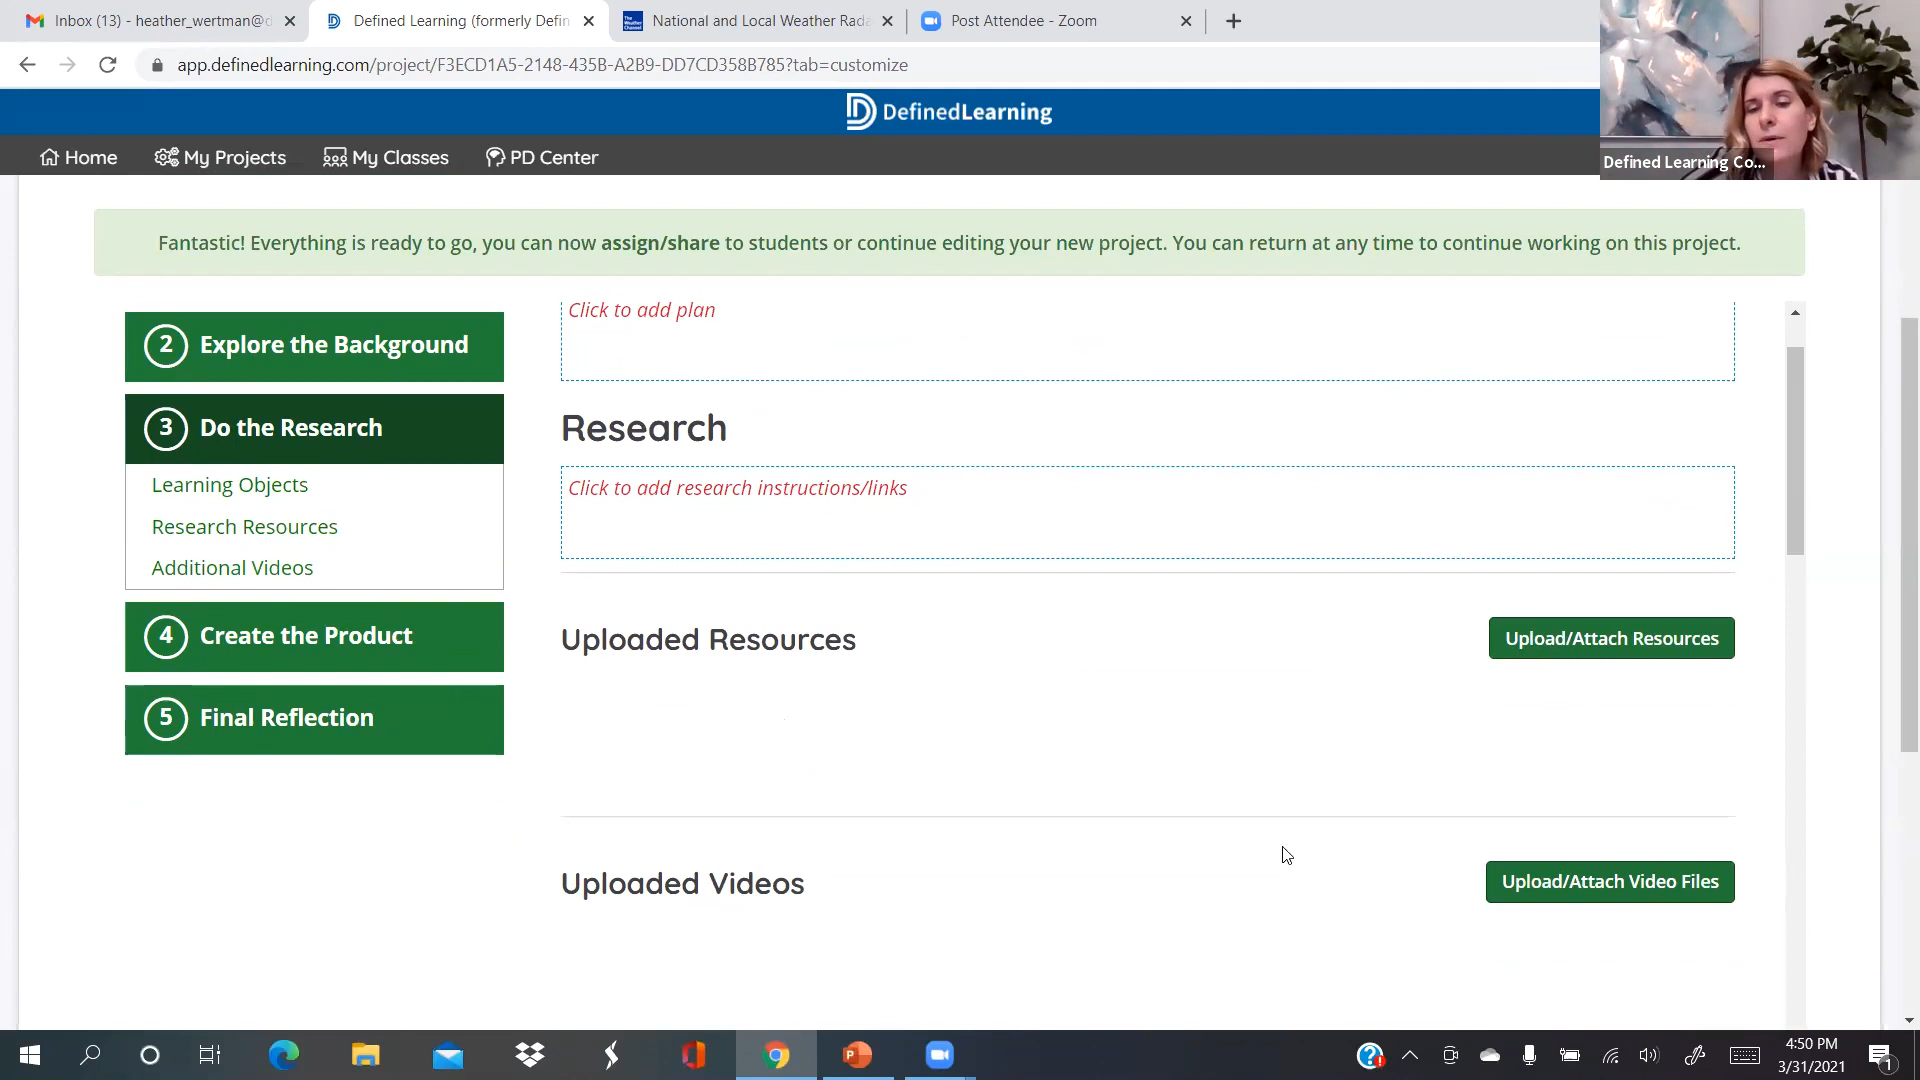 Inbox (13) - heather_wertman@d
Defined Learning (formerly Defin
National and Local Weather Rada
Post Attendee - Zoom
app.definedlearning.com/project/F3ECD1A5-2148-435B-A2B9-DD7CD358B785?tab=customize
DefinedLearning
Home
My Projects
My Classes
PD Center
Defined Learning Co...
Fantastic! Everything is ready to go, you can now assign/share to students or continue editing your new project. You can return at any time to continue working on this project.
Click to add plan
2 Explore the Background
3 Do the Research
Learning Objects
Research Resources
Additional Videos
4 Create the Product
5 Final Reflection
Research
Click to add research instructions/links
Uploaded Resources
Upload/Attach Resources
Uploaded Videos
Upload/Attach Video Files
4:50 PM
3/31/2021
1